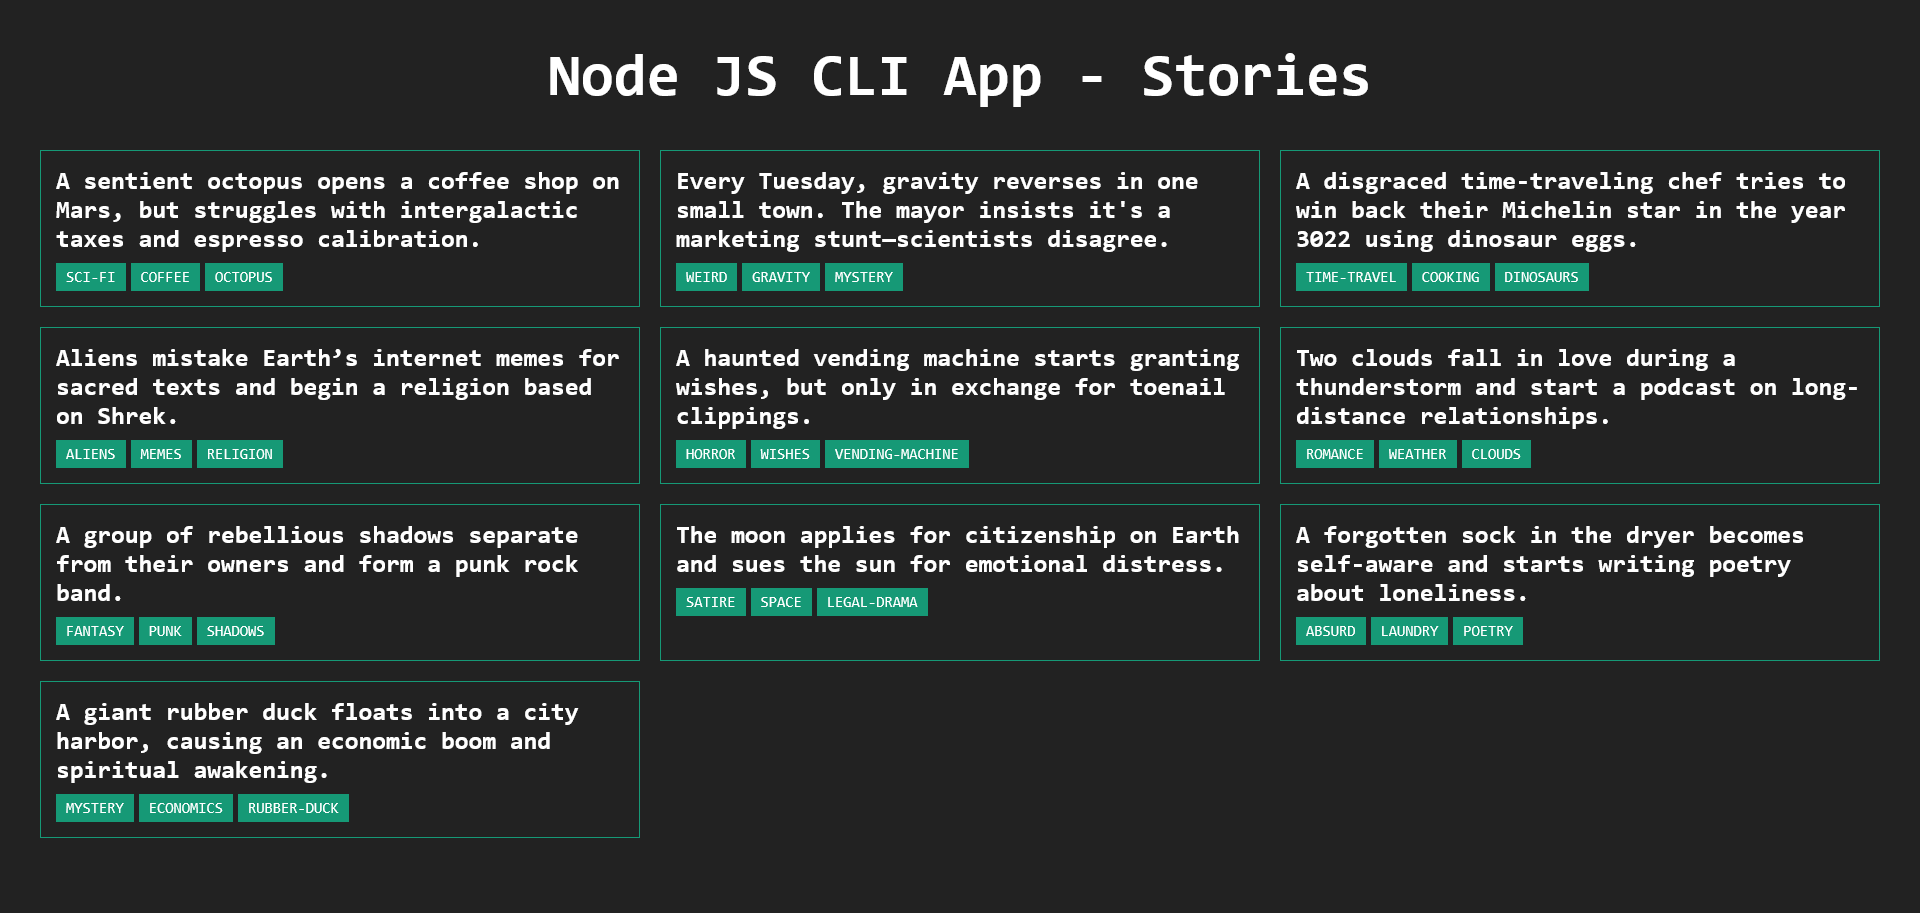 Node JS CLI App - Stories
A sentient octopus opens a coffee shop on
Mars, but struggles with intergalactic
taxes and espresso calibration.
SCI-FI COFFEE OCTOPUS
Every Tuesday, gravity reverses in one
small town. The mayor insists it's a
marketing stunt—scientists disagree.
WEIRD GRAVITY MYSTERY
A disgraced time-traveling chef tries to
win back their Michelin star in the year
3022 using dinosaur eggs.
TIME-TRAVEL COOKING DINOSAURS
Aliens mistake Earth’s internet memes for
sacred texts and begin a religion based
on Shrek.
ALIENS MEMES RELIGION
A haunted vending machine starts granting
wishes, but only in exchange for toenail
clippings.
HORROR WISHES VENDING-MACHINE
Two clouds fall in love during a
thunderstorm and start a podcast on long-
distance relationships.
ROMANCE WEATHER CLOUDS
A group of rebellious shadows separate
from their owners and form a punk rock
band.
FANTASY PUNK SHADOWS
The moon applies for citizenship on Earth
and sues the sun for emotional distress.
SATIRE SPACE LEGAL-DRAMA
A forgotten sock in the dryer becomes
self-aware and starts writing poetry
about loneliness.
ABSURD LAUNDRY POETRY
A giant rubber duck floats into a city
harbor, causing an economic boom and
spiritual awakening.
MYSTERY ECONOMICS RUBBER-DUCK